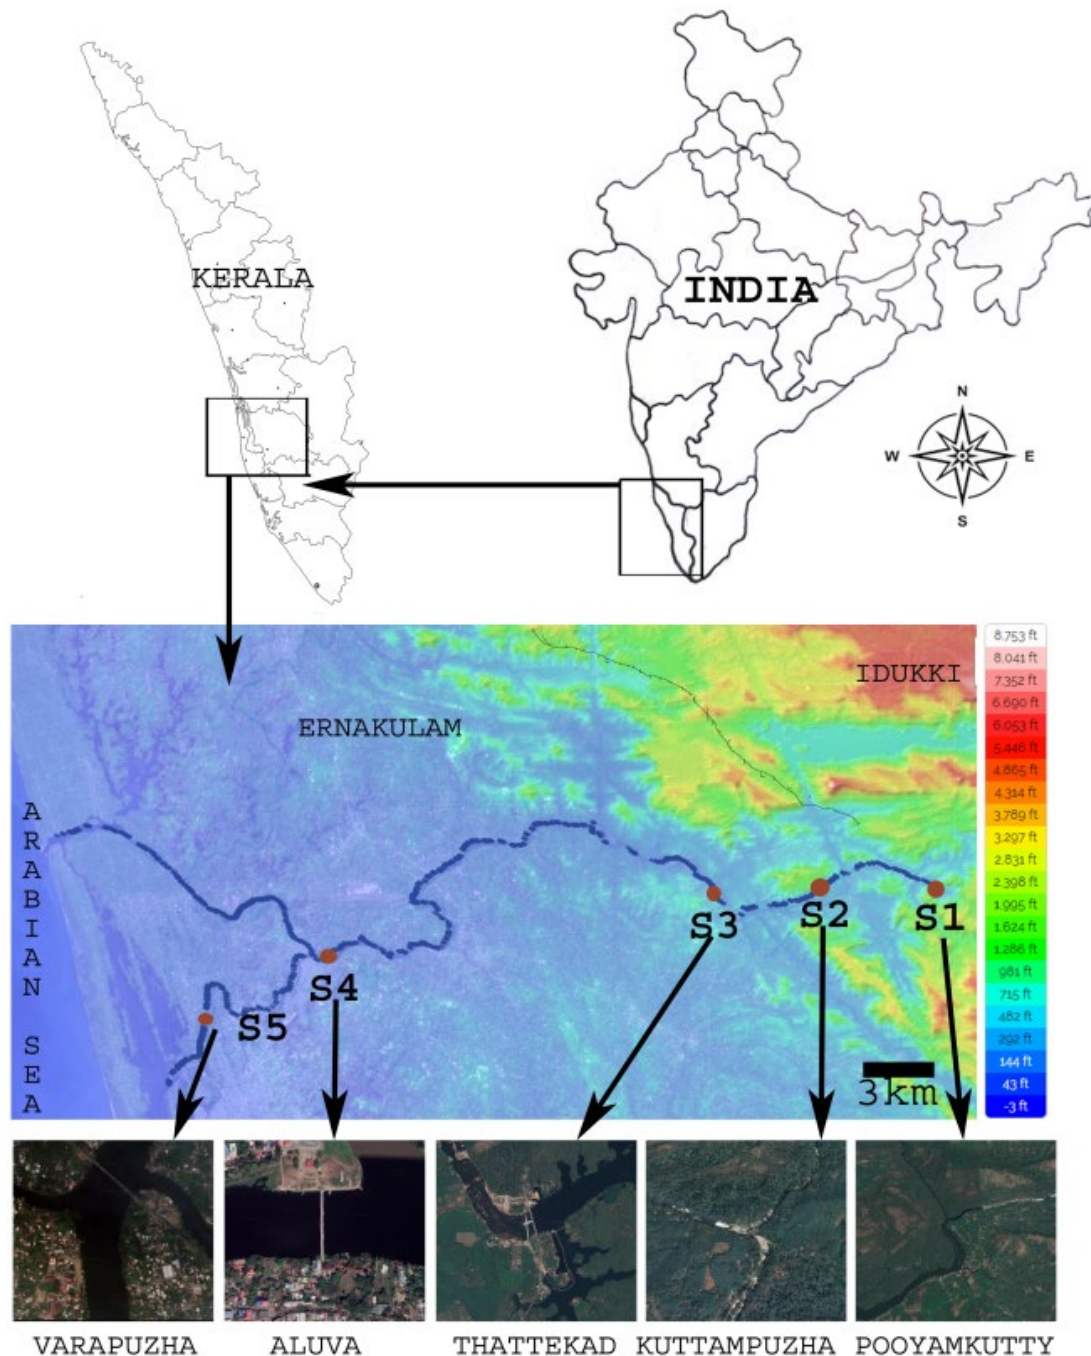 KERALA
INDIA
N
W
E
S
IDUKKI
ERNAKULAM
ARABIAN SEA
S1
S2
S3
S4
S5
3km
8.753 ft
8.041 ft
7.352 ft
6.690 ft
6.053 ft
5.446 ft
4.865 ft
4.314 ft
3.789 ft
3.297 ft
2.831 ft
2.398 ft
1.995 ft
1.624 ft
1.286 ft
981 ft
715 ft
482 ft
292 ft
144 ft
43 ft
-3 ft
VARAPUZHA
ALUVA
THATTEKAD
KUTTAMPUZHA
POOYAMKUTTY